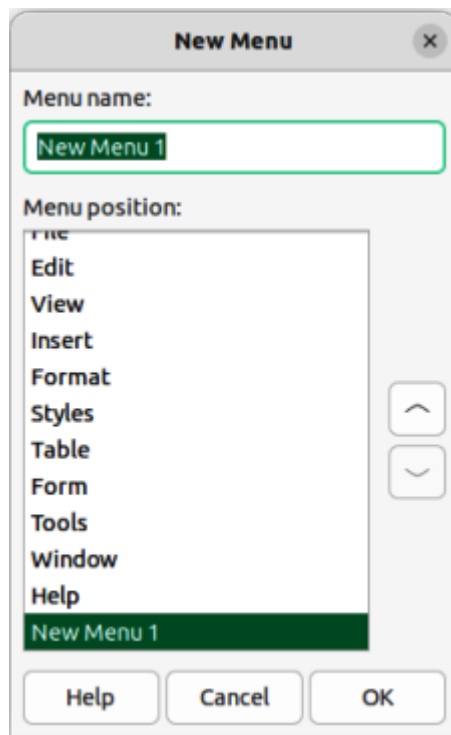 New Menu
Menu name:
New Menu 1
Menu position:
File
Edit
View
Insert
Format
Styles
Table
Form
Tools
Window
Help
New Menu 1
Help Cancel OK